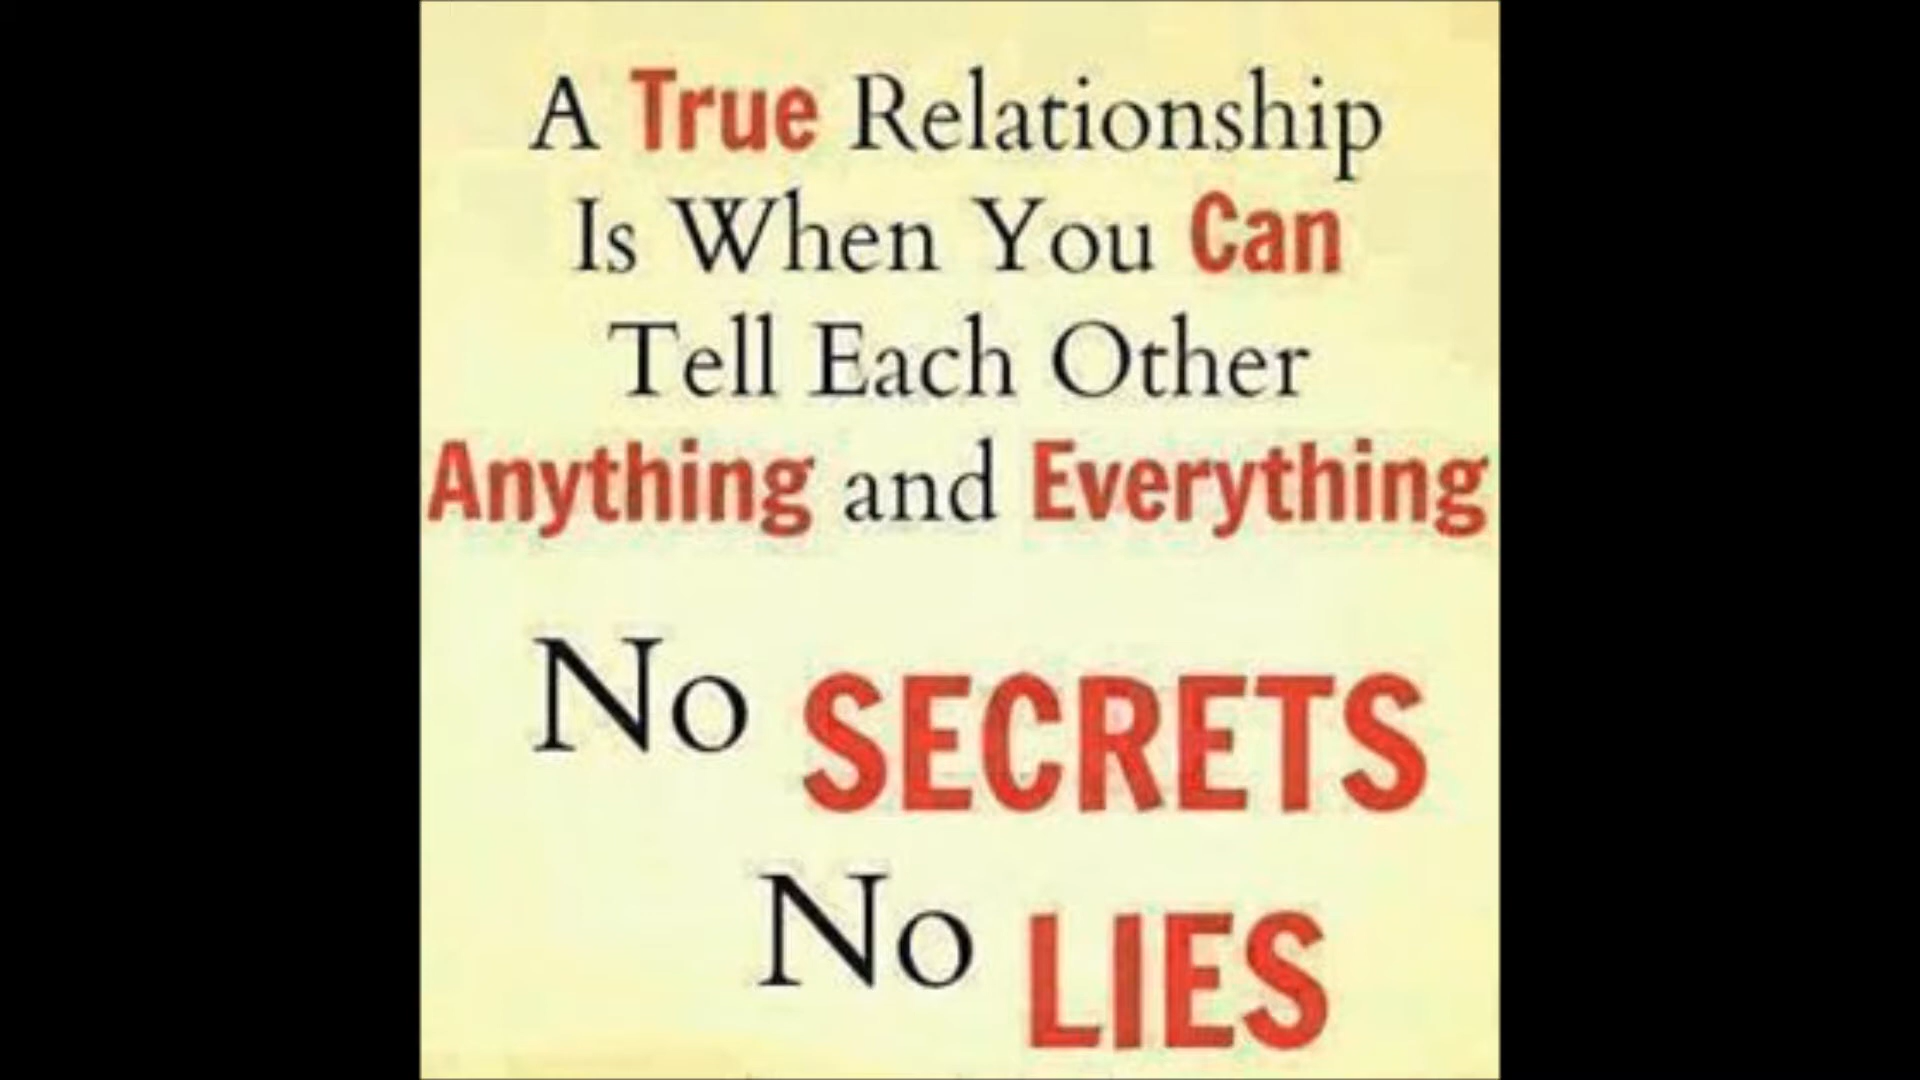 A True Relationship
Is When You Can
Tell Each Other
Anything and Everything
No SECRETS
No LIES